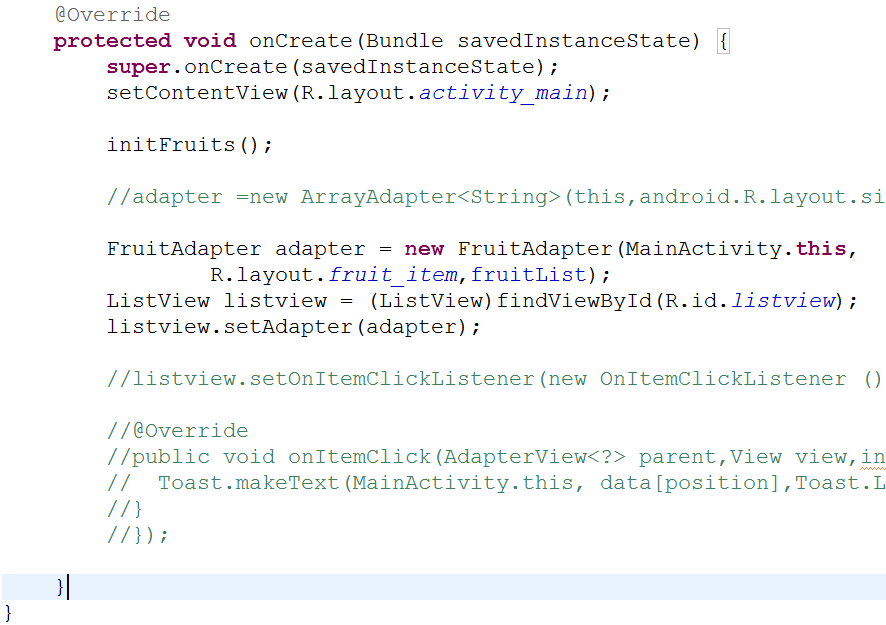 @Override
protected void onCreate(Bundle savedInstanceState) {
super.onCreate(savedInstanceState);
setContentView(R.layout.activity_main);
initFruits();
//adapter =new ArrayAdapter<String>(this,android.R.layout.si
FruitAdapter adapter = new FruitAdapter(MainActivity.this,
R.layout.fruit_item,fruitList);
ListView listview = (ListView)findViewById(R.id.listview);
listview.setAdapter(adapter);
//listview.setOnItemClickListener(new OnItemClickListener ()
//@Override
//public void onItemClick(AdapterView<?> parent,View view,in
//  Toast.makeText(MainActivity.this, data[position],Toast.L
//}
//});
}
}